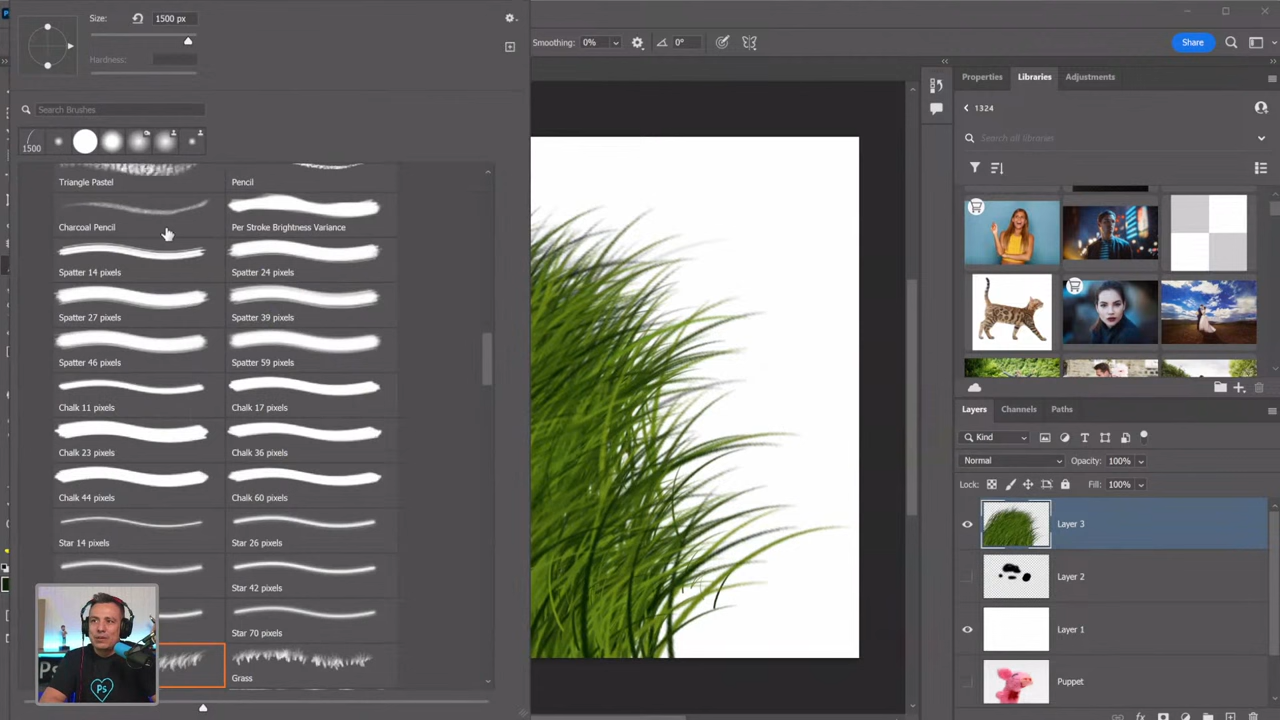 Size: 1500 px
Hardness:
Smoothing: 0% 0° Share
Search Brushes
1500
Triangle Pastel Pencil
Charcoal Pencil Per Stroke Brightness Variance
Spatter 14 pixels Spatter 24 pixels
Spatter 27 pixels Spatter 39 pixels
Spatter 46 pixels Spatter 59 pixels
Chalk 11 pixels Chalk 17 pixels
Chalk 23 pixels Chalk 36 pixels
Chalk 44 pixels Chalk 60 pixels
Star 14 pixels Star 26 pixels
Star 42 pixels
Star 70 pixels
Grass
Ps
Properties Libraries Adjustments
1324
Search all libraries
Layers Channels Paths
Kind
Normal Opacity: 100%
Lock: Fill: 100%
Layer 3
Layer 2
Layer 1
Puppet
fx